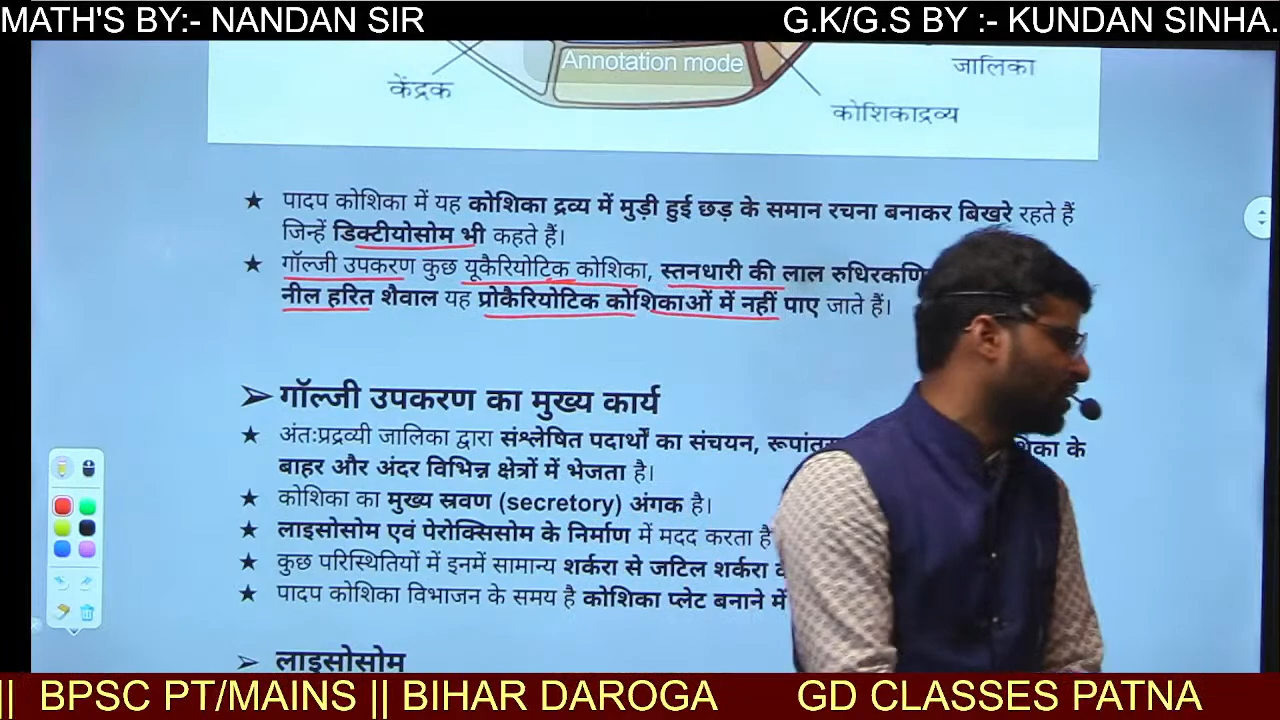 MATH'S BY:- NANDAN SIR G.K/G.S BY :- KUNDAN SINHA.
Annotation mode
जालिका
केंद्रक
कोशिकाद्रव्य
★ पादप कोशिका में यह कोशिका द्रव्य में मुड़ी हुई छड़ के समान रचना बनाकर बिखरे रहते हैं
जिन्हें डिक्टीयोसोम भी कहते हैं।
★ गॉल्जी उपकरण कुछ यूकैरियोटिक कोशिका, स्तनधारी की लाल
नील हरित शैवाल यह प्रोकैरियोटिक कोशिकाओं में नहीं पाए जाते हैं।
➢ गॉल्जी उपकरण का मुख्य कार्य
★ अंतःप्रद्रव्यी जालिका द्वारा संश्लेषित पदार्थों का संचयन, के
बाहर और अंदर विभिन्न क्षेत्रों में भेजता है।
★ कोशिका का मुख्य स्रवण (secretory) अंगक है।
★ लाइसोसोम एवं पेरोक्सिसोम के निर्माण में मदद करता है
★ कुछ परिस्थितियों में इनमें सामान्य शर्करा से जटिल शर्करा
★ पादप कोशिका विभाजन के समय है कोशिका प्लेट बनाने में
➢ लाइसोसोम
|| BPSC PT/MAINS || BIHAR DAROGA GD CLASSES PATNA